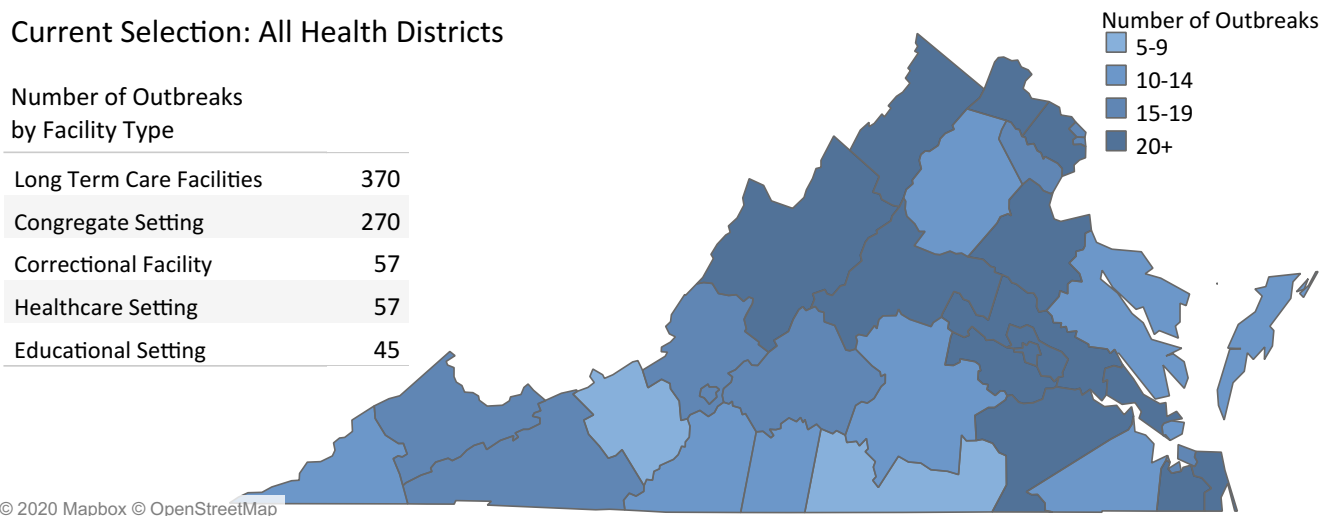 Current Selection: All Health Districts
Number of Outbreaks
by Facility Type
Long Term Care Facilities 370
Congregate Setting 270
Correctional Facility 57
Healthcare Setting 57
Educational Setting 45
Number of Outbreaks
5-9
10-14
15-19
20+
© 2020 Mapbox © OpenStreetMap